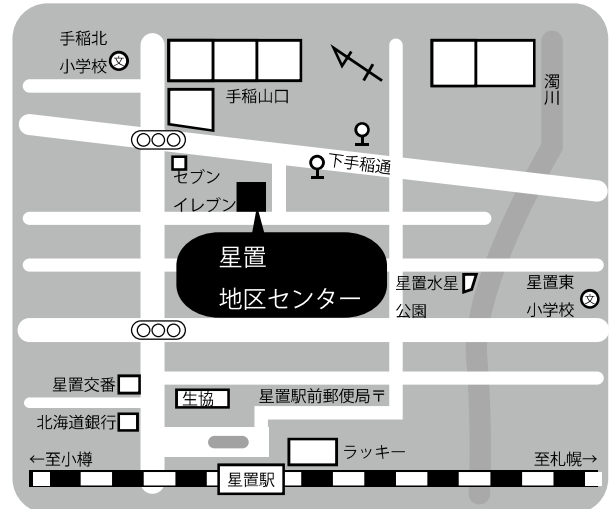 手稲北
小学校
文
手稲山口
濁川
下手稲通
セブン
イレブン
星置
地区センター
星置水星
公園
星置東
小学校
文
星置交番
生協
星置駅前郵便局〒
北海道銀行
←至小樽
ラッキー
至札幌→
星置駅